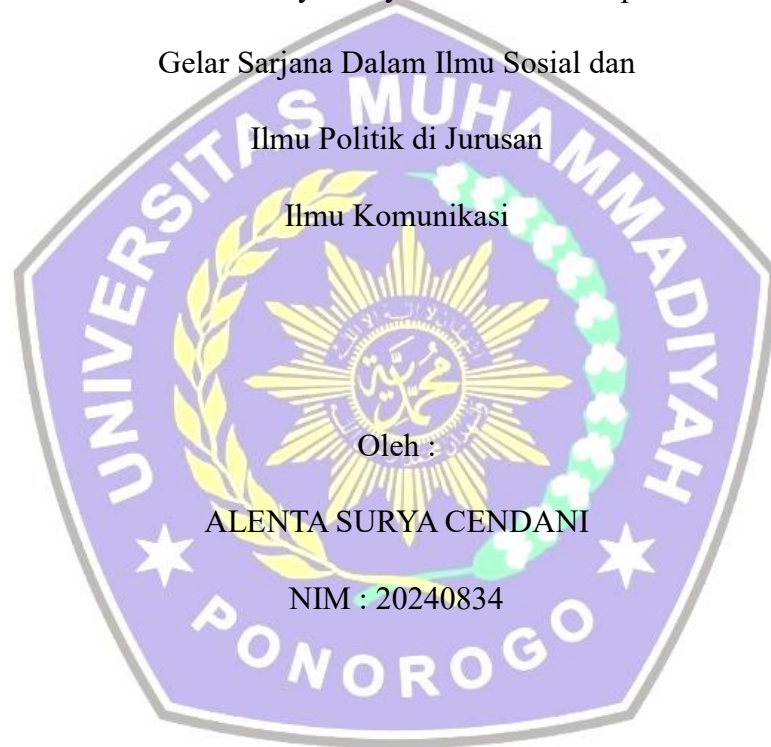 Gelar Sarjana Dalam Ilmu Sosial dan
Ilmu Politik di Jurusan
Ilmu Komunikasi
Oleh :
ALENTA SURYA CENDANI
NIM : 20240834
UNIVERSITAS MUHAMMADIYAH
PONOROGO
محمدية